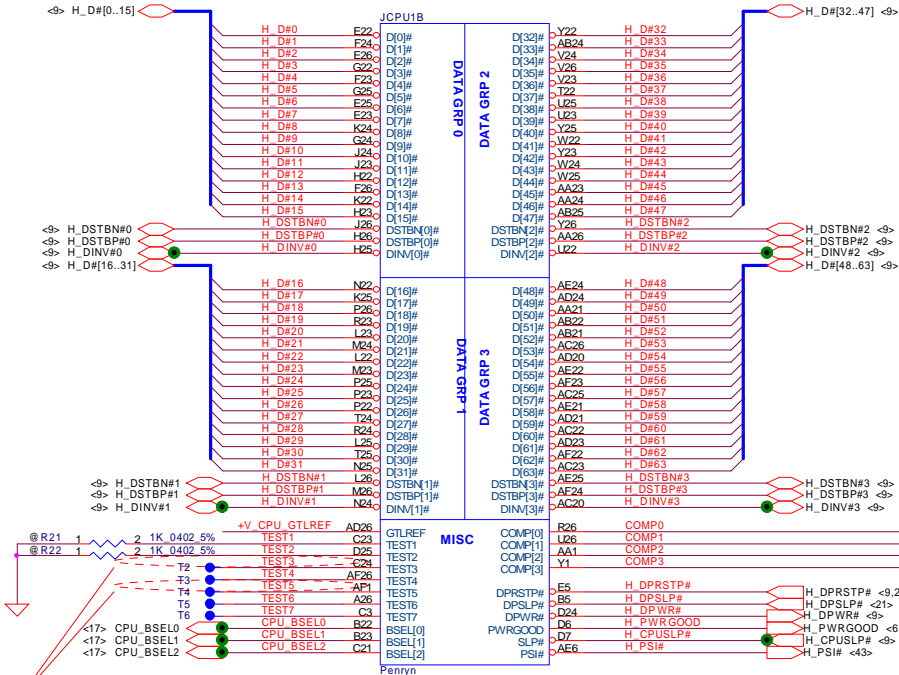 <9> H_D#[0..15] JCPU1B H_D#[32..47] <9>
H_D#0 E22 D[0]# D[32]# Y22 H_D#32
H_D#1 F24 D[1]# D[33]# AB24 H_D#33
H_D#2 E26 D[2]# D[34]# V24 H_D#34
H_D#3 G22 D[3]# D[35]# V26 H_D#35
H_D#4 F23 D[4]# D[36]# V23 H_D#36
H_D#5 G25 D[5]# D[37]# T22 H_D#37
H_D#6 E25 D[6]# D[38]# U25 H_D#38
H_D#7 E23 D[7]# D[39]# U23 H_D#39
H_D#8 K24 D[8]# D[40]# Y25 H_D#40
H_D#9 G24 D[9]# D[41]# W22 H_D#41
H_D#10 J24 D[10]# D[42]# Y23 H_D#42
H_D#11 J23 D[11]# D[43]# W24 H_D#43
H_D#12 H22 D[12]# D[44]# W25 H_D#44
H_D#13 F26 D[13]# D[45]# AA23 H_D#45
H_D#14 K22 D[14]# D[46]# AA24 H_D#46
H_D#15 H23 D[15]# D[47]# AB25 H_D#47
DATA GRP 0
DATA GRP 2
<9> H_DSTBN#0 H_DSTBN#0 J26 DSTBN[0]# DSTBN[2]# Y26 H_DSTBN#2 H_DSTBN#2 <9>
<9> H_DSTBP#0 H_DSTBP#0 H26 DSTBP[0]# DSTBP[2]# AA26 H_DSTBP#2 H_DSTBP#2 <9>
<9> H_DINV#0 H_DINV#0 H25 DINV[0]# DINV[2]# U22 H_DINV#2 H_DINV#2 <9>
<9> H_D#[16..31] H_D#[48..63] <9>
H_D#16 N22 D[16]# D[48]# AE24 H_D#48
H_D#17 K25 D[17]# D[49]# AD24 H_D#49
H_D#18 P26 D[18]# D[50]# AA21 H_D#50
H_D#19 R23 D[19]# D[51]# AB22 H_D#51
H_D#20 L23 D[20]# D[52]# AB21 H_D#52
H_D#21 M24 D[21]# D[53]# AC26 H_D#53
H_D#22 L22 D[22]# D[54]# AD20 H_D#54
H_D#23 M23 D[23]# D[55]# AE22 H_D#55
H_D#24 P25 D[24]# D[56]# AF23 H_D#56
H_D#25 P23 D[25]# D[57]# AC25 H_D#57
H_D#26 P22 D[26]# D[58]# AE21 H_D#58
H_D#27 T24 D[27]# D[59]# AD21 H_D#59
H_D#28 R24 D[28]# D[60]# AC22 H_D#60
H_D#29 L25 D[29]# D[61]# AD23 H_D#61
H_D#30 T25 D[30]# D[62]# AF22 H_D#62
H_D#31 N25 D[31]# D[63]# AC23 H_D#63
DATA GRP 1
DATA GRP 3
<9> H_DSTBN#1 H_DSTBN#1 L26 DSTBN[1]# DSTBN[3]# AE25 H_DSTBN#3 H_DSTBN#3 <9>
<9> H_DSTBP#1 H_DSTBP#1 M26 DSTBP[1]# DSTBP[3]# AF24 H_DSTBP#3 H_DSTBP#3 <9>
<9> H_DINV#1 H_DINV#1 N24 DINV[1]# DINV[3]# AC20 H_DINV#3 H_DINV#3 <9>
+V_CPU_GTLREF AD26 GTLREF MISC COMP[0] R26 COMP0
@ R21 1 2 1K_0402_5% TEST1 C23 TEST1 COMP[1] U26 COMP1
@ R22 1 2 1K_0402_5% TEST2 D25 TEST2 COMP[2] AA1 COMP2
T2 TEST3 C24 TEST3 COMP[3] Y1 COMP3
T3 TEST4 AF26 TEST4
T4 TEST5 AP1 TEST5 DPRSTP# E5 H_DPRSTP# H_DPRSTP# <9,2
T5 TEST6 A26 TEST6 DPSLP# B5 H_DPSLP# H_DPSLP# <21>
T6 TEST7 C3 TEST7 DPWR# D24 H_DPWR# H_DPWR# <9>
<17> CPU_BSEL0 CPU_BSEL0 B22 BSEL[0] PWRGOOD D6 H_PWRGOOD H_PWRGOOD <6
<17> CPU_BSEL1 CPU_BSEL1 B23 BSEL[1] SLP# D7 H_CPUSLP# H_CPUSLP# <9>
<17> CPU_BSEL2 CPU_BSEL2 C21 BSEL[2] PSI# AE6 H_PSI# H_PSI# <43>
Penryn